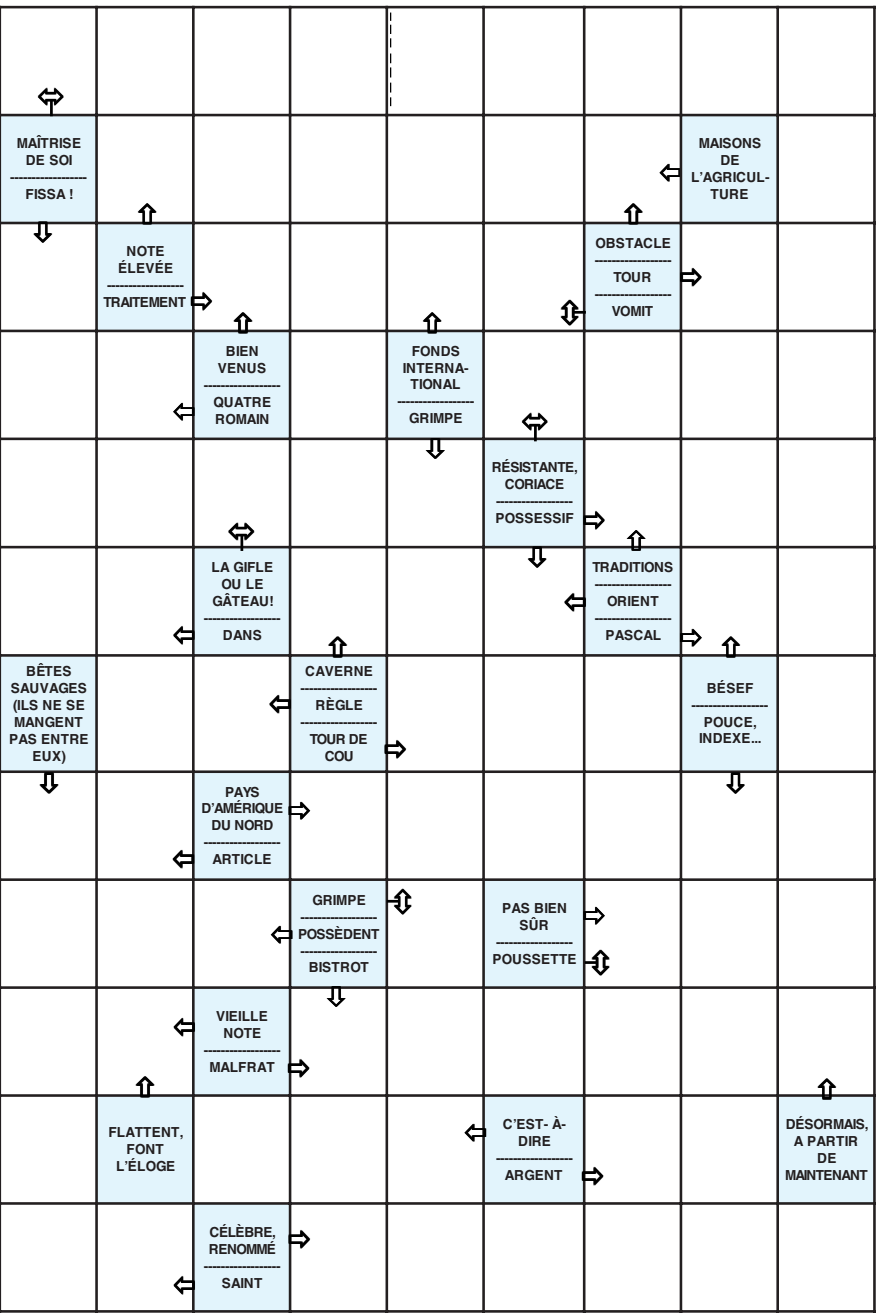 MAÎTRISE
DE SOI
FISSA !
MAISONS
DE
L'AGRICUL-
TURE
NOTE
ÉLEVÉE
TRAITEMENT
OBSTACLE
TOUR
VOMIT
BIEN
VENUS
QUATRE
ROMAIN
FONDS
INTERNA-
TIONAL
GRIMPE
RÉSISTANTE,
CORIACE
POSSESSIF
LA GIFLE
OU LE
GÂTEAU!
DANS
TRADITIONS
ORIENT
PASCAL
BÊTES
SAUVAGES
(ILS NE SE
MANGENT
PAS ENTRE
EUX)
CAVERNE
RÈGLE
TOUR DE
COU
BÉSEF
POUCE,
INDEXE...
PAYS
D'AMÉRIQUE
DU NORD
ARTICLE
GRIMPE
POSSÈDENT
BISTROT
PAS BIEN
SÛR
POUSSETTE
VIEILLE
NOTE
MALFRAT
FLATTENT,
FONT
L'ÉLOGE
C'EST- À-
DIRE
ARGENT
DÉSORMAIS,
A PARTIR
DE
MAINTENANT
CÉLÈBRE,
RENOMMÉ
SAINT